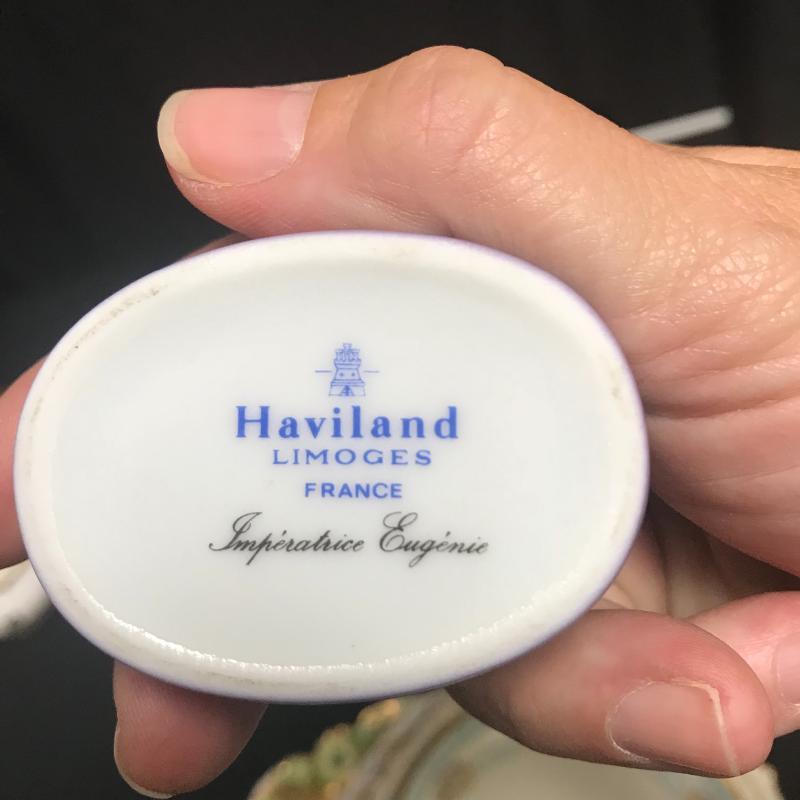 Haviland
LIMOGES
FRANCE
Impératrice Eugénie